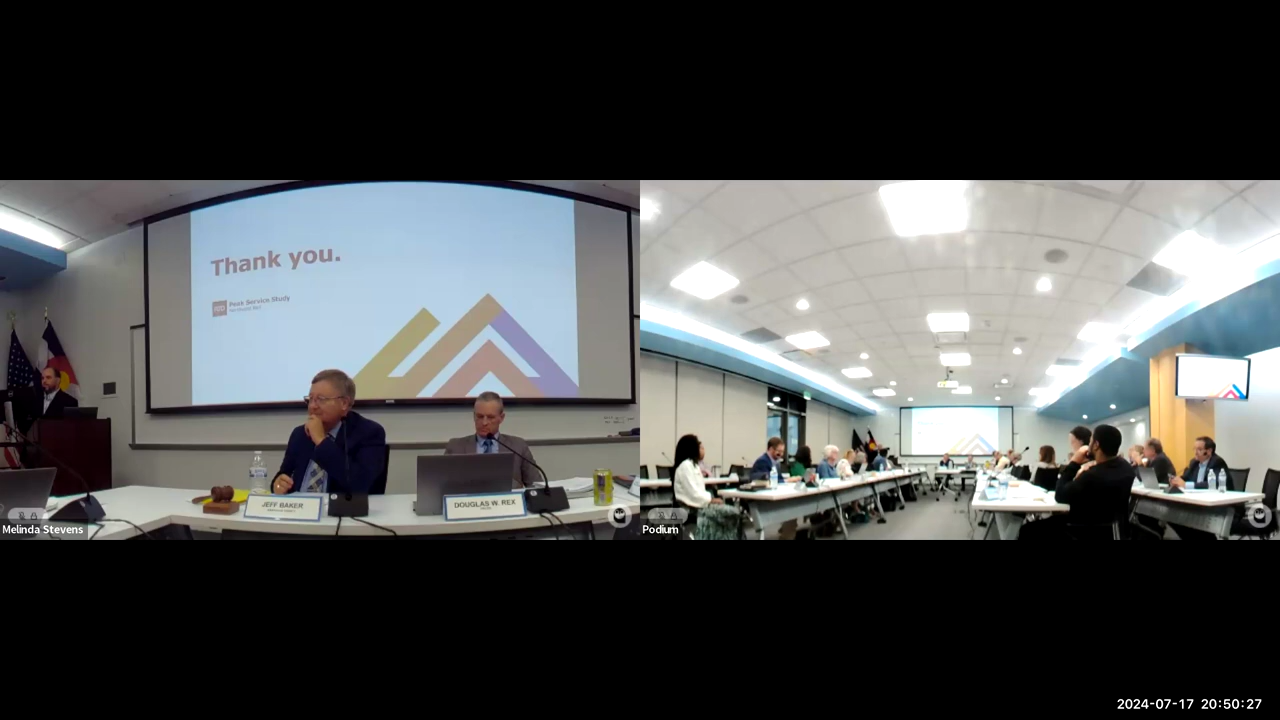 Thank you.
Peak Service Study
JEFF BAKER
DOUGLAS W. REX
Melinda Stevens
Podium
2024-07-17 20:50:27